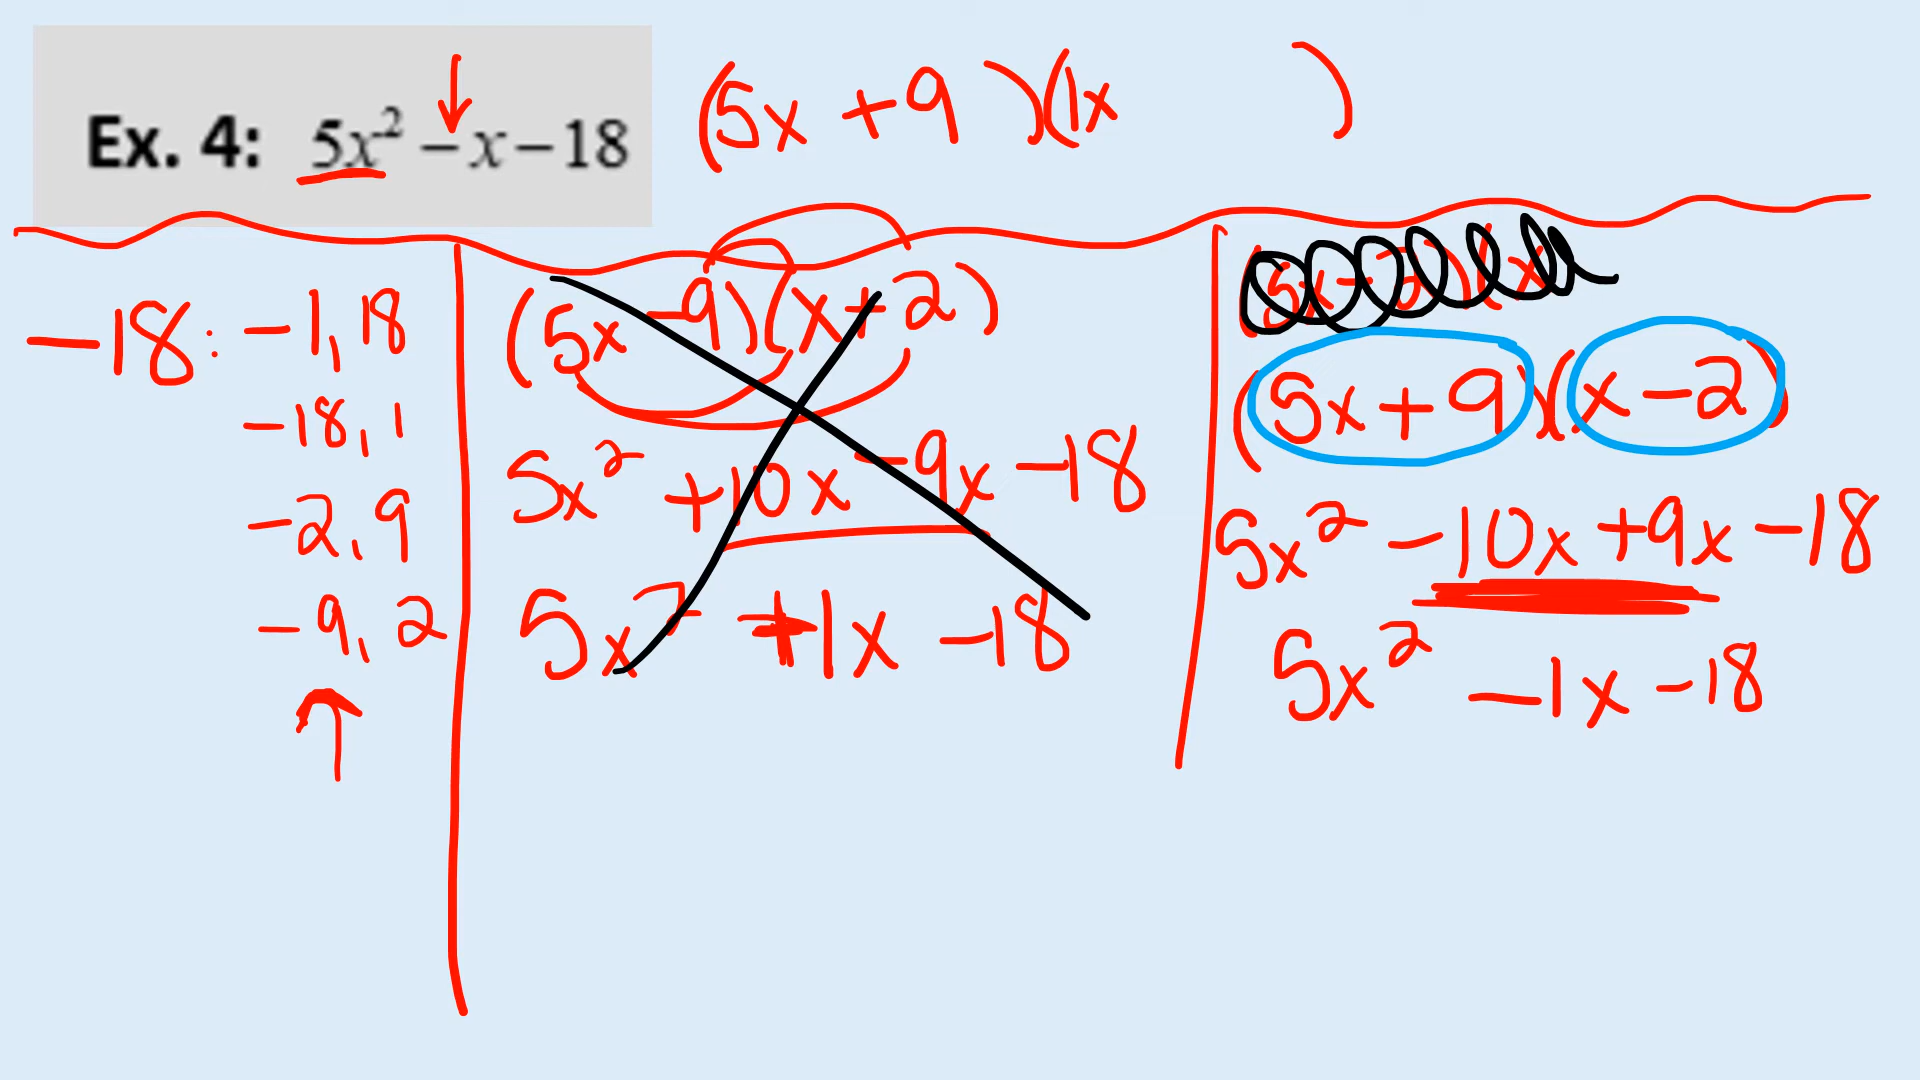 Ex. 4: 5x² − x − 18
(5x + 9 )(1x )
−18: −1, 18
−18, 1
−2, 9
−9, 2
(5x −9)(x+2)
5x² +10x −9x −18
5x² +1x −18
(5x+9)(x−2)
5x² −10x +9x −18
5x² −1x −18